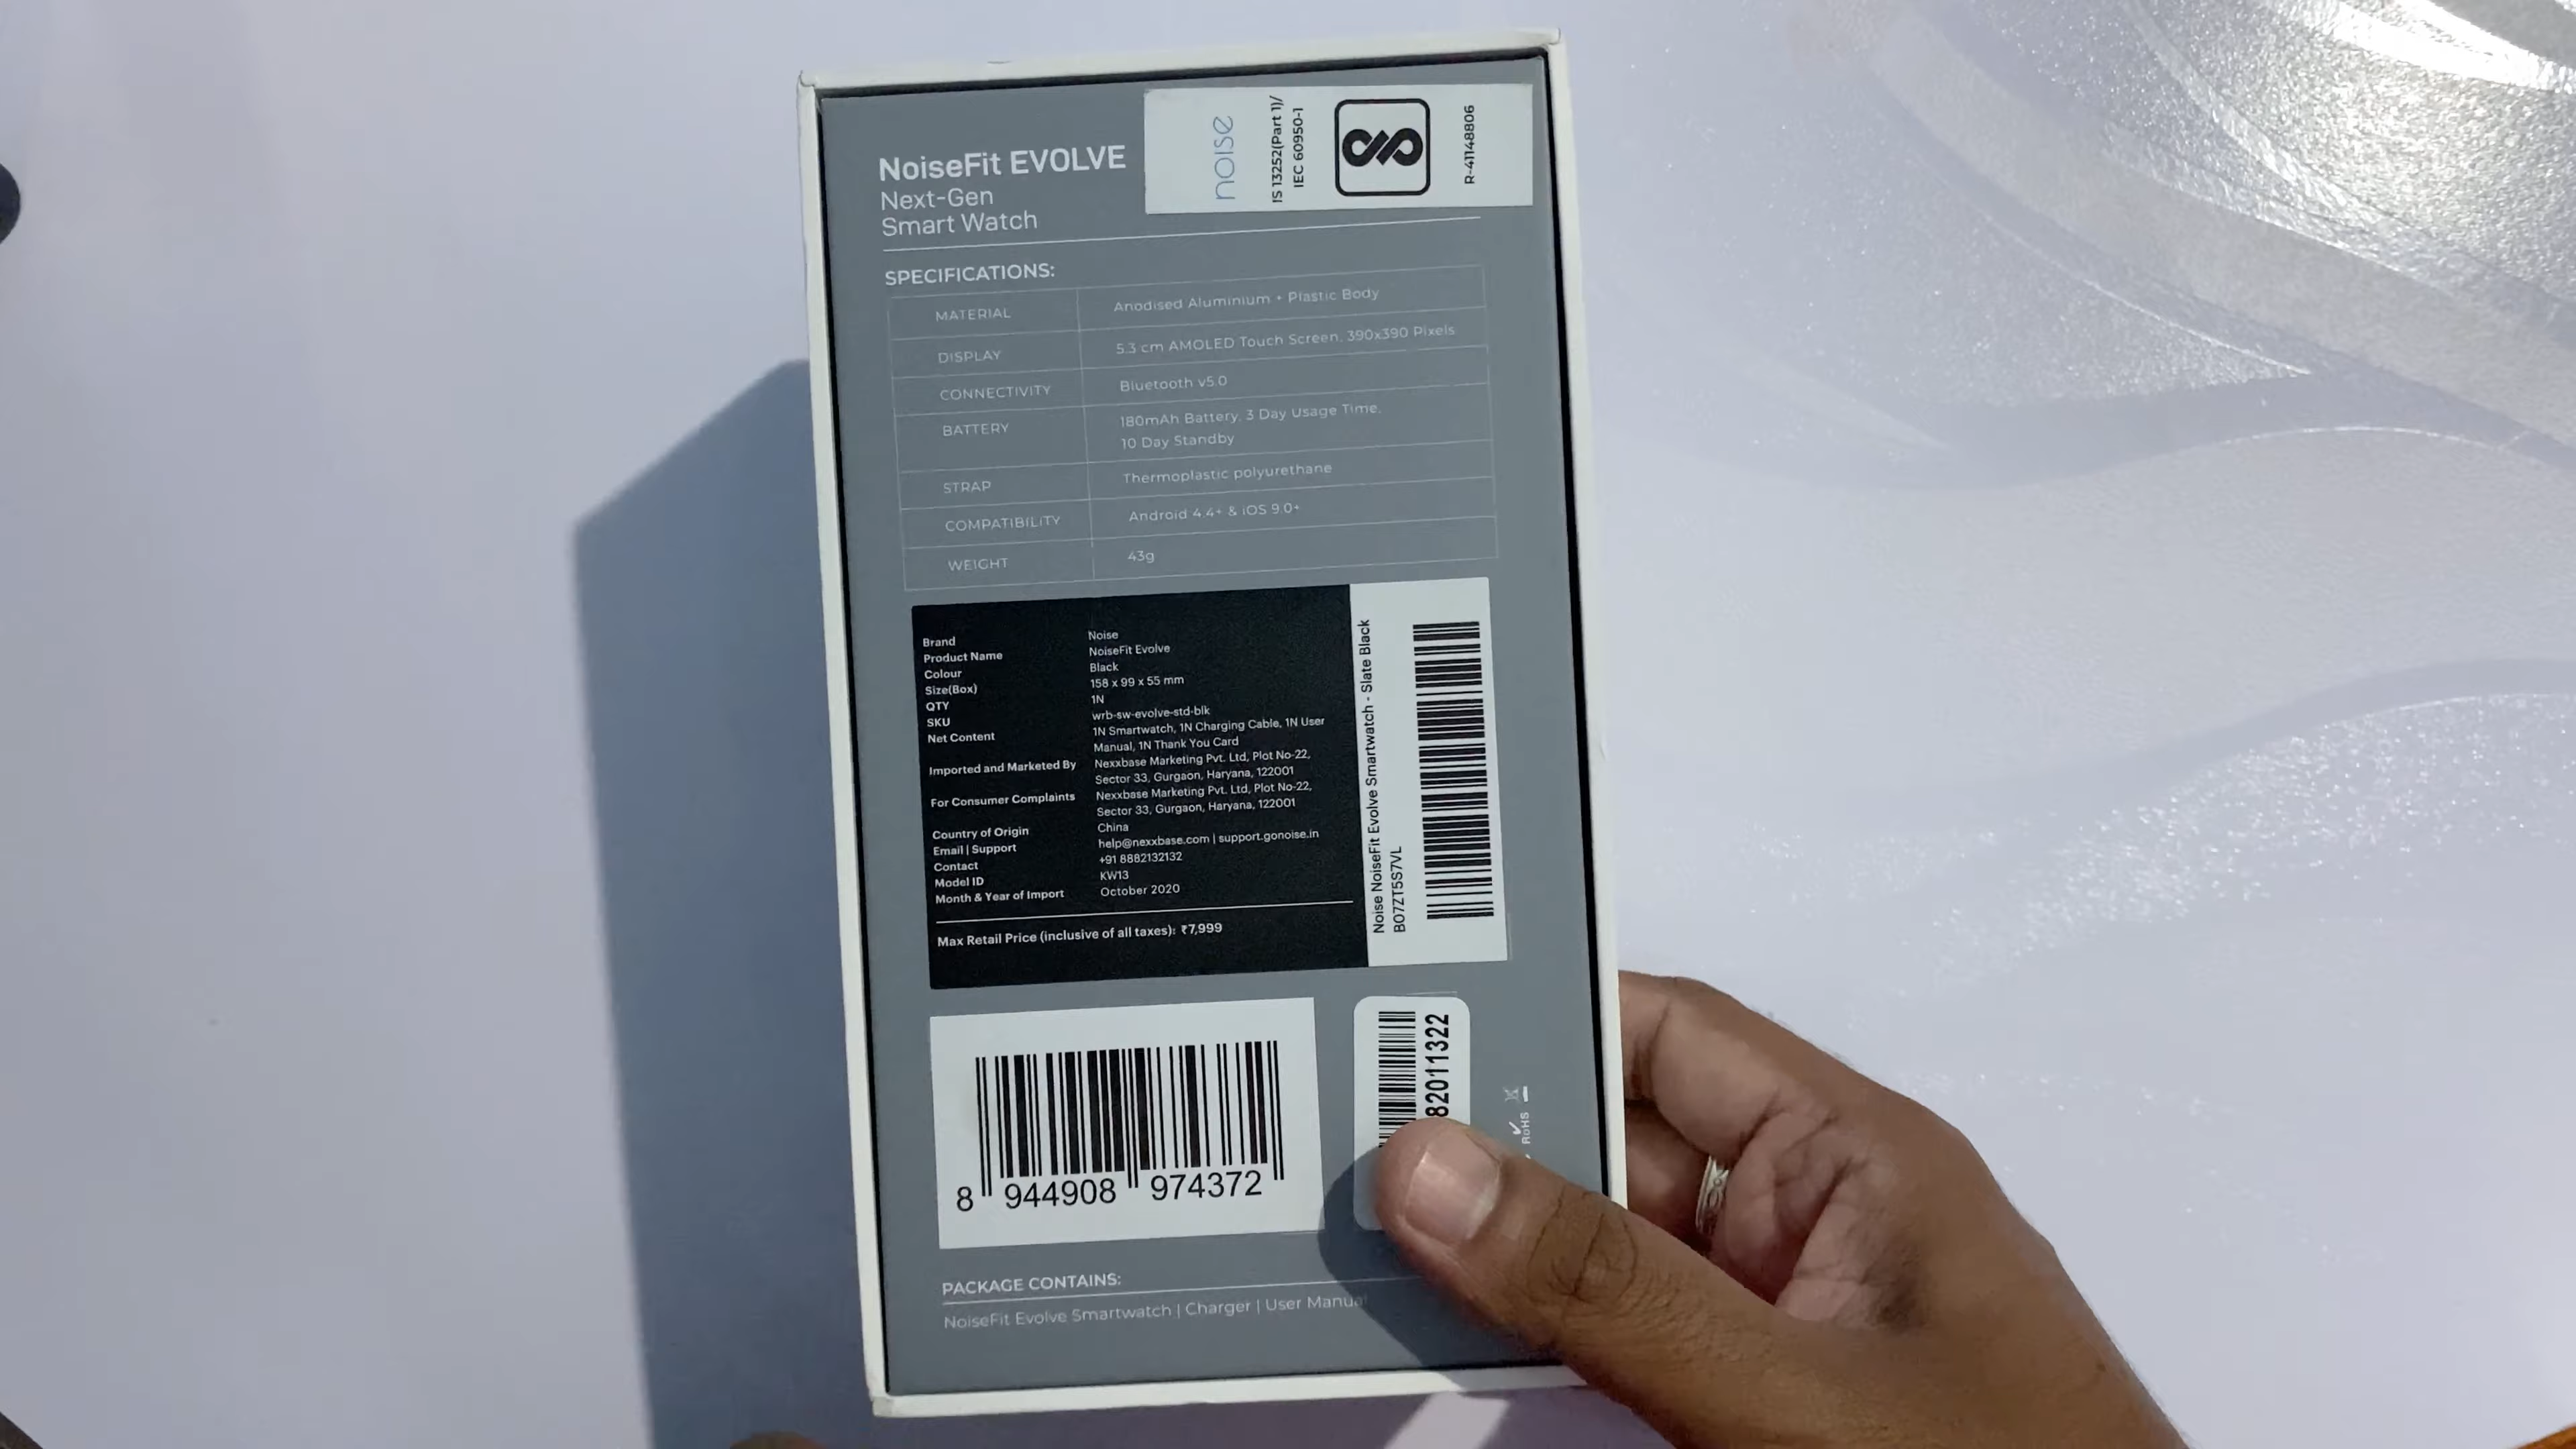 NoiseFit EVOLVE
Next-Gen
Smart Watch
noise
IS 13252(Part 1)/
IEC 60950-1
R-41148806
SPECIFICATIONS:
MATERIAL Anodised Aluminium + Plastic Body
DISPLAY 5.3 cm AMOLED Touch Screen, 390x390 Pixels
CONNECTIVITY Bluetooth v5.0
BATTERY 180mAh Battery, 3 Day Usage Time,
10 Day Standby
STRAP Thermoplastic polyurethane
COMPATIBILITY Android 4.4+ & iOS 9.0+
WEIGHT 43g
Brand Noise
Product Name NoiseFit Evolve
Colour Black
Size(Box) 158 x 99 x 55 mm
QTY 1N
SKU wrb-sw-evolve-std-blk
Net Content 1N Smartwatch, 1N Charging Cable, 1N User
Manual, 1N Thank You Card
Imported and Marketed By Nexxbase Marketing Pvt. Ltd, Plot No-22,
Sector 33, Gurgaon, Haryana, 122001
For Consumer Complaints Nexxbase Marketing Pvt. Ltd, Plot No-22,
Sector 33, Gurgaon, Haryana, 122001
Country of Origin China
Email | Support help@nexxbase.com | support.gonoise.in
Contact +91 8882132132
Model ID KW13
Month & Year of Import October 2020
Max Retail Price (inclusive of all taxes): ₹7,999
Noise NoiseFit Evolve Smartwatch - Slate Black
B07ZT5S7VL
8 944908 974372
82011322
RoHS
PACKAGE CONTAINS:
NoiseFit Evolve Smartwatch | Charger | User Manual